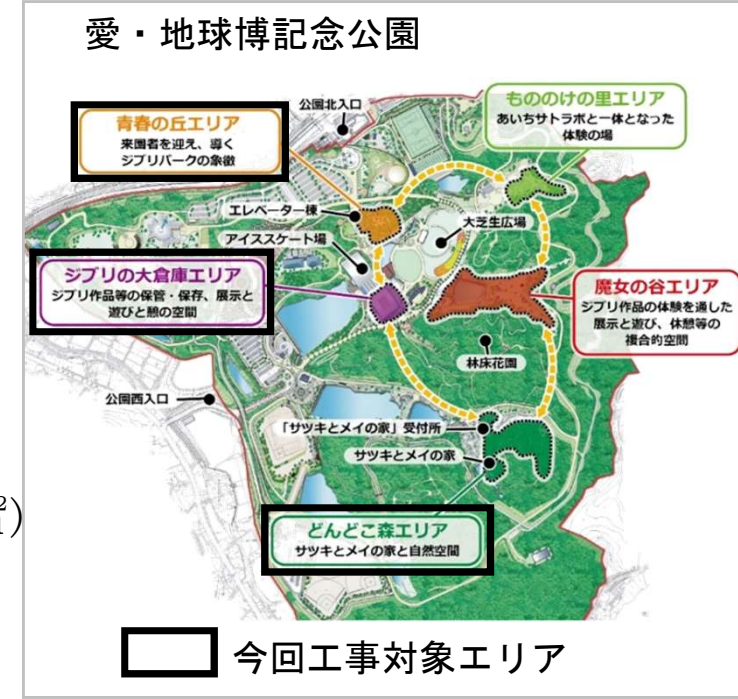 愛・地球博記念公園
公園北入口
もののけの里エリア
あいちサトラボと一体となった
体験の場
青春の丘エリア
来園者を迎え、導く
ジブリパークの象徴
エレベーター棟
大芝生広場
アイススケート場
ジブリの大倉庫エリア
ジブリ作品等の保管・保存、展示と
遊びと憩の空間
魔女の谷エリア
ジブリ作品の体験を通した
展示と遊び、休憩等の
複合的空間
林床花園
公園西入口
「サツキとメイの家」受付所
サツキとメイの家
どんどこ森エリア
サツキとメイの家と自然空間
今回工事対象エリア